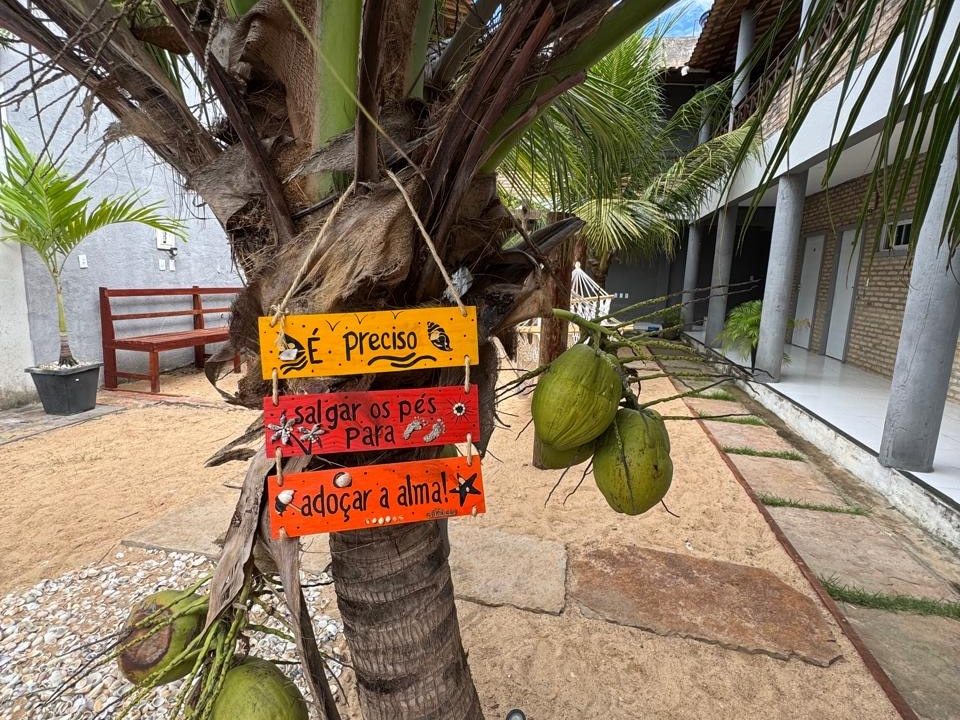 É Preciso
salgar os pés
Para
adoçar a alma!